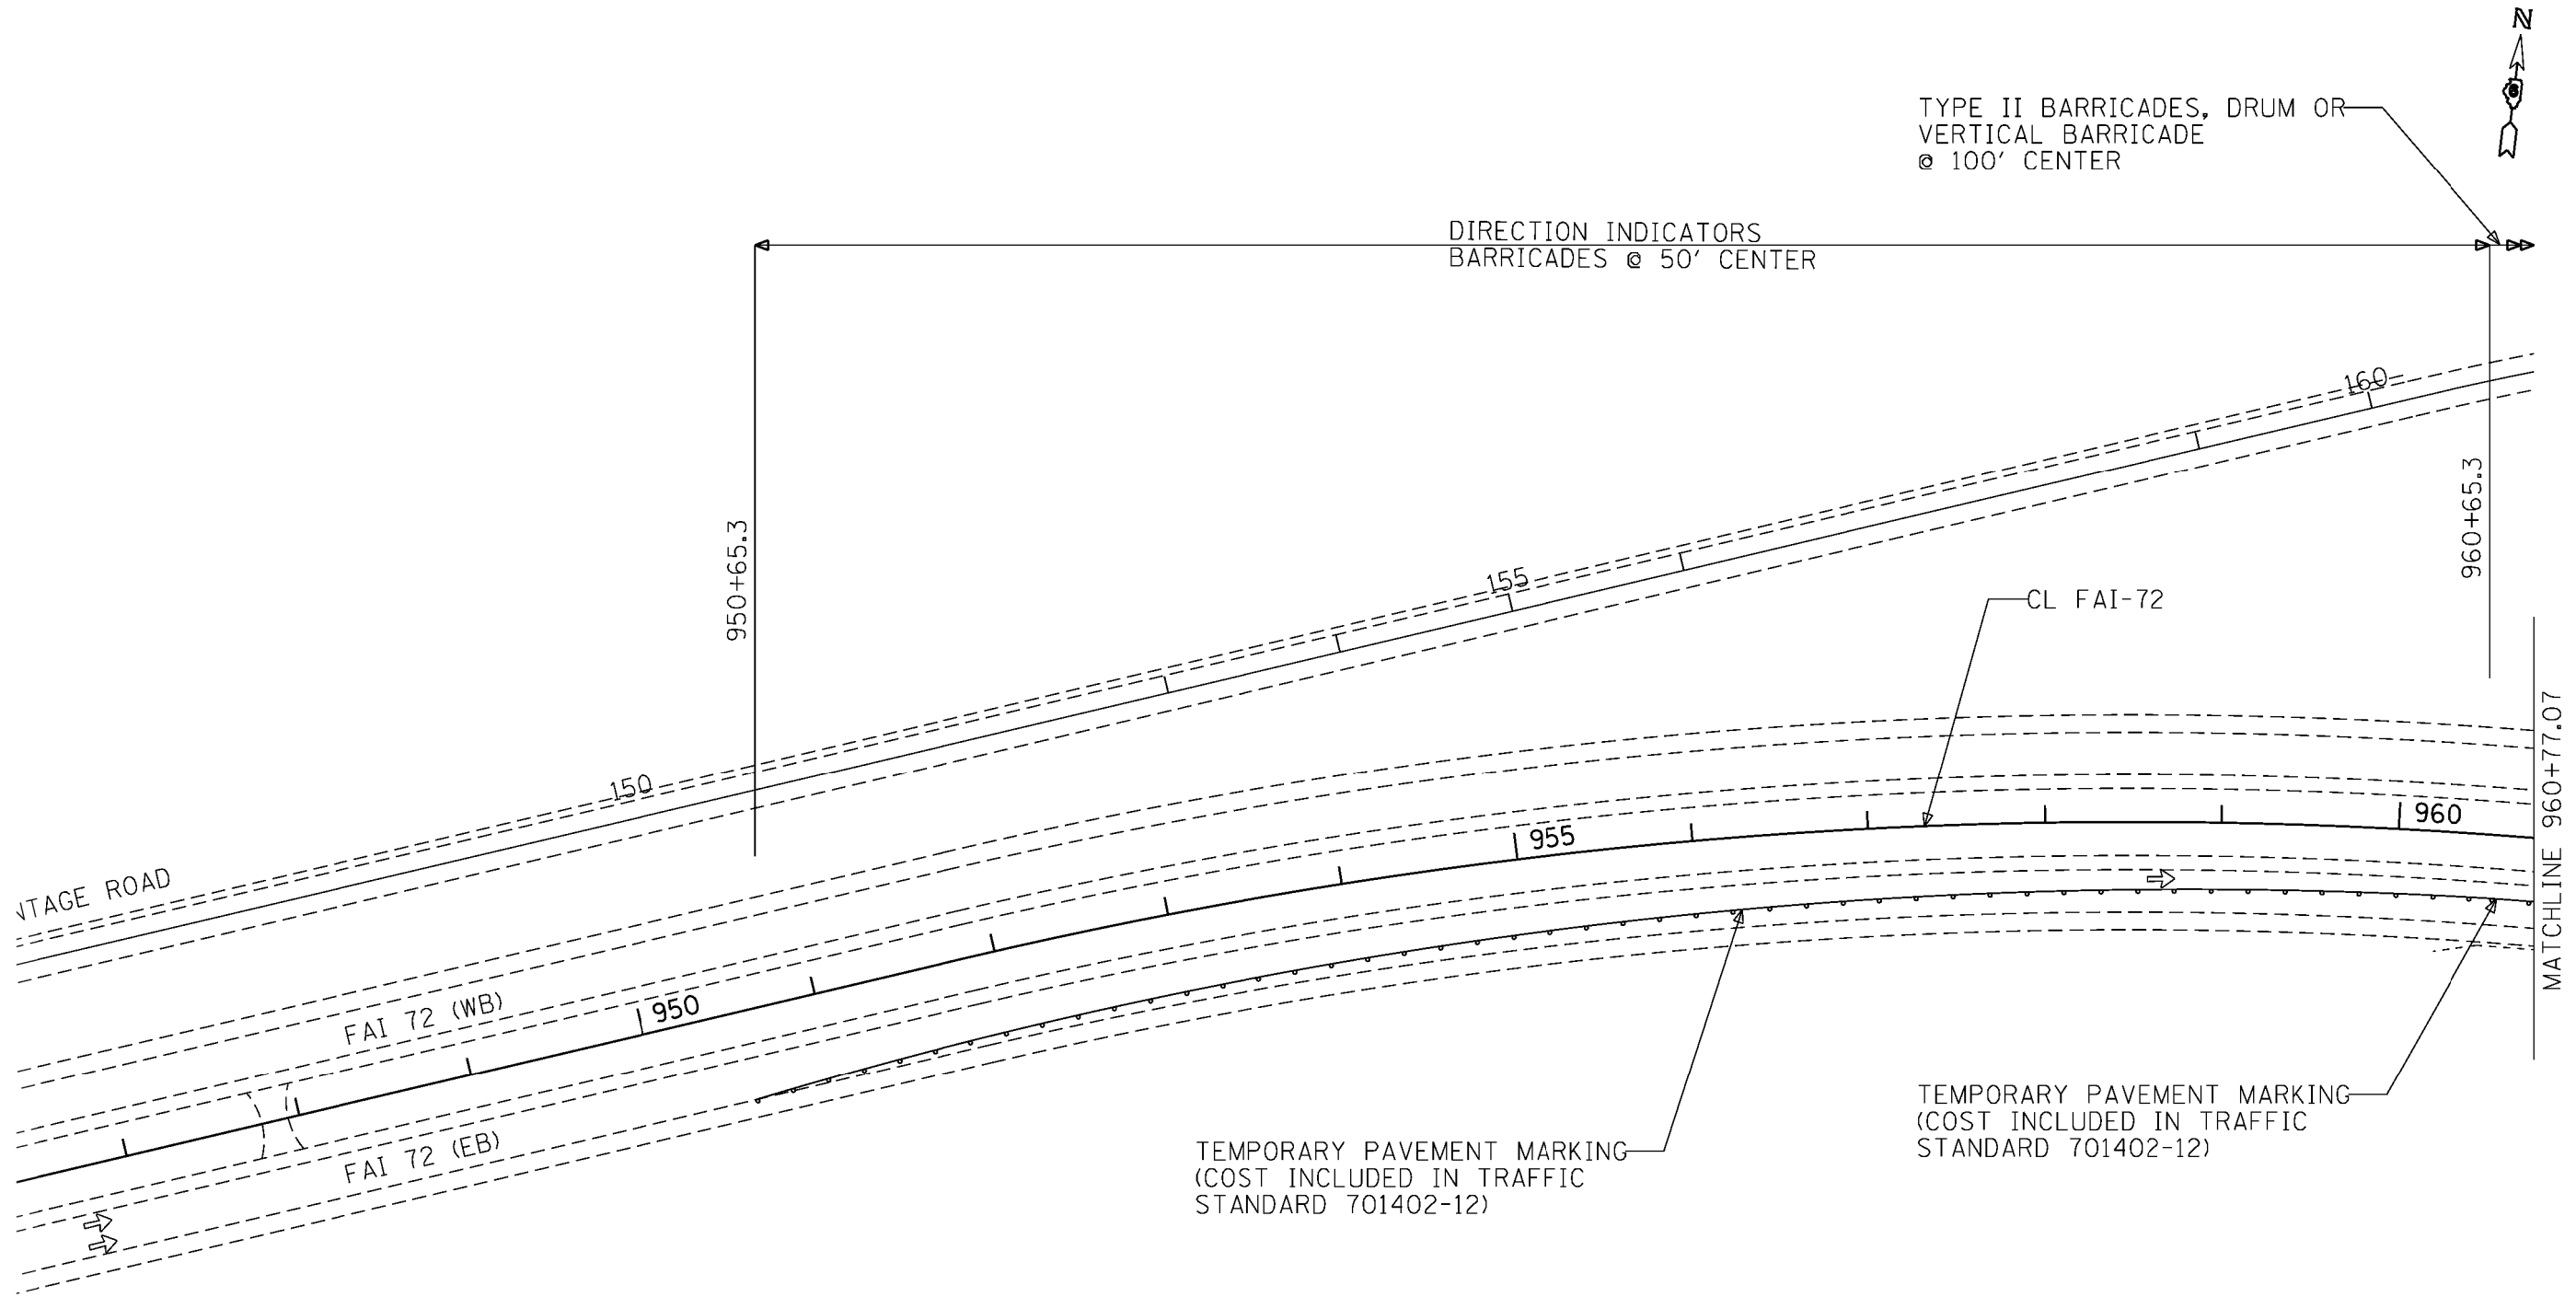 N
TYPE II BARRICADES, DRUM OR
VERTICAL BARRICADE
@ 100' CENTER
DIRECTION INDICATORS
BARRICADES @ 50' CENTER
950+65.3
960+65.3
160
155
150
CL FAI-72
NTAGE ROAD
960
955
950
FAI 72 (WB)
FAI 72 (EB)
MATCHLINE 960+77.07
TEMPORARY PAVEMENT MARKING
(COST INCLUDED IN TRAFFIC
STANDARD 701402-12)
TEMPORARY PAVEMENT MARKING
(COST INCLUDED IN TRAFFIC
STANDARD 701402-12)